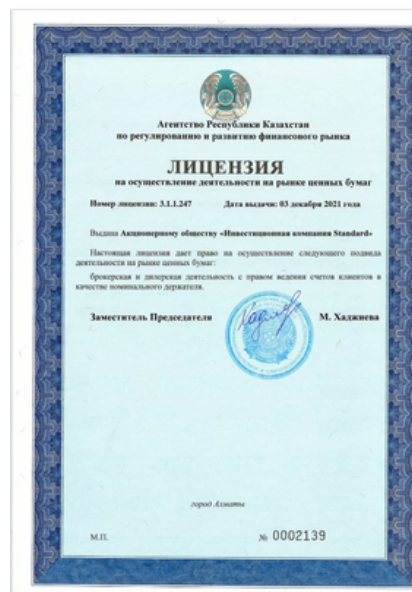 Агентство Республики Казахстан
по регулированию и развитию финансового рынка
ЛИЦЕНЗИЯ
на осуществление деятельности на рынке ценных бумаг
Номер лицензии: 3.1.1.247 Дата выдачи: 03 декабря 2021 года
Выдана Акционерному обществу «Инвестиционная компания Standard»
Настоящая лицензия дает право на осуществление следующего подвида
деятельности на рынке ценных бумаг:
брокерская и дилерская деятельность с правом ведения счетов клиентов в
качестве номинального держателя.
Заместитель Председателя М. Хаджиева
город Алматы
М.П. № 0002139